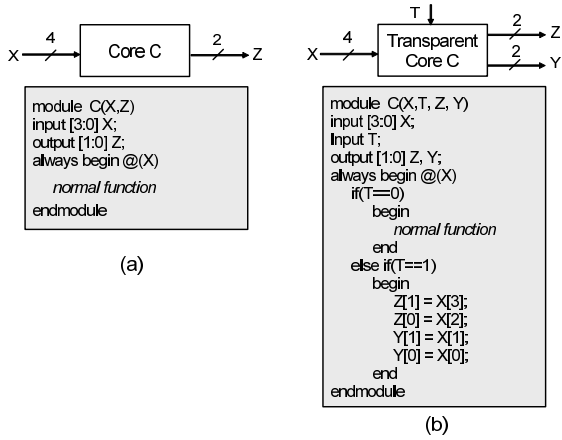 4
X
Core C
2
Z
module C(X,Z)
input [3:0] X;
output [1:0] Z;
always begin @(X)
normal function
endmodule
(a)
T
4
X
Transparent
Core C
2
Z
2
Y
module C(X,T, Z, Y)
input [3:0] X;
Input T;
output [1:0] Z, Y;
always begin @(X)
if(T==0)
begin
normal function
end
else if(T==1)
begin
Z[1] = X[3];
Z[0] = X[2];
Y[1] = X[1];
Y[0] = X[0];
end
endmodule
(b)